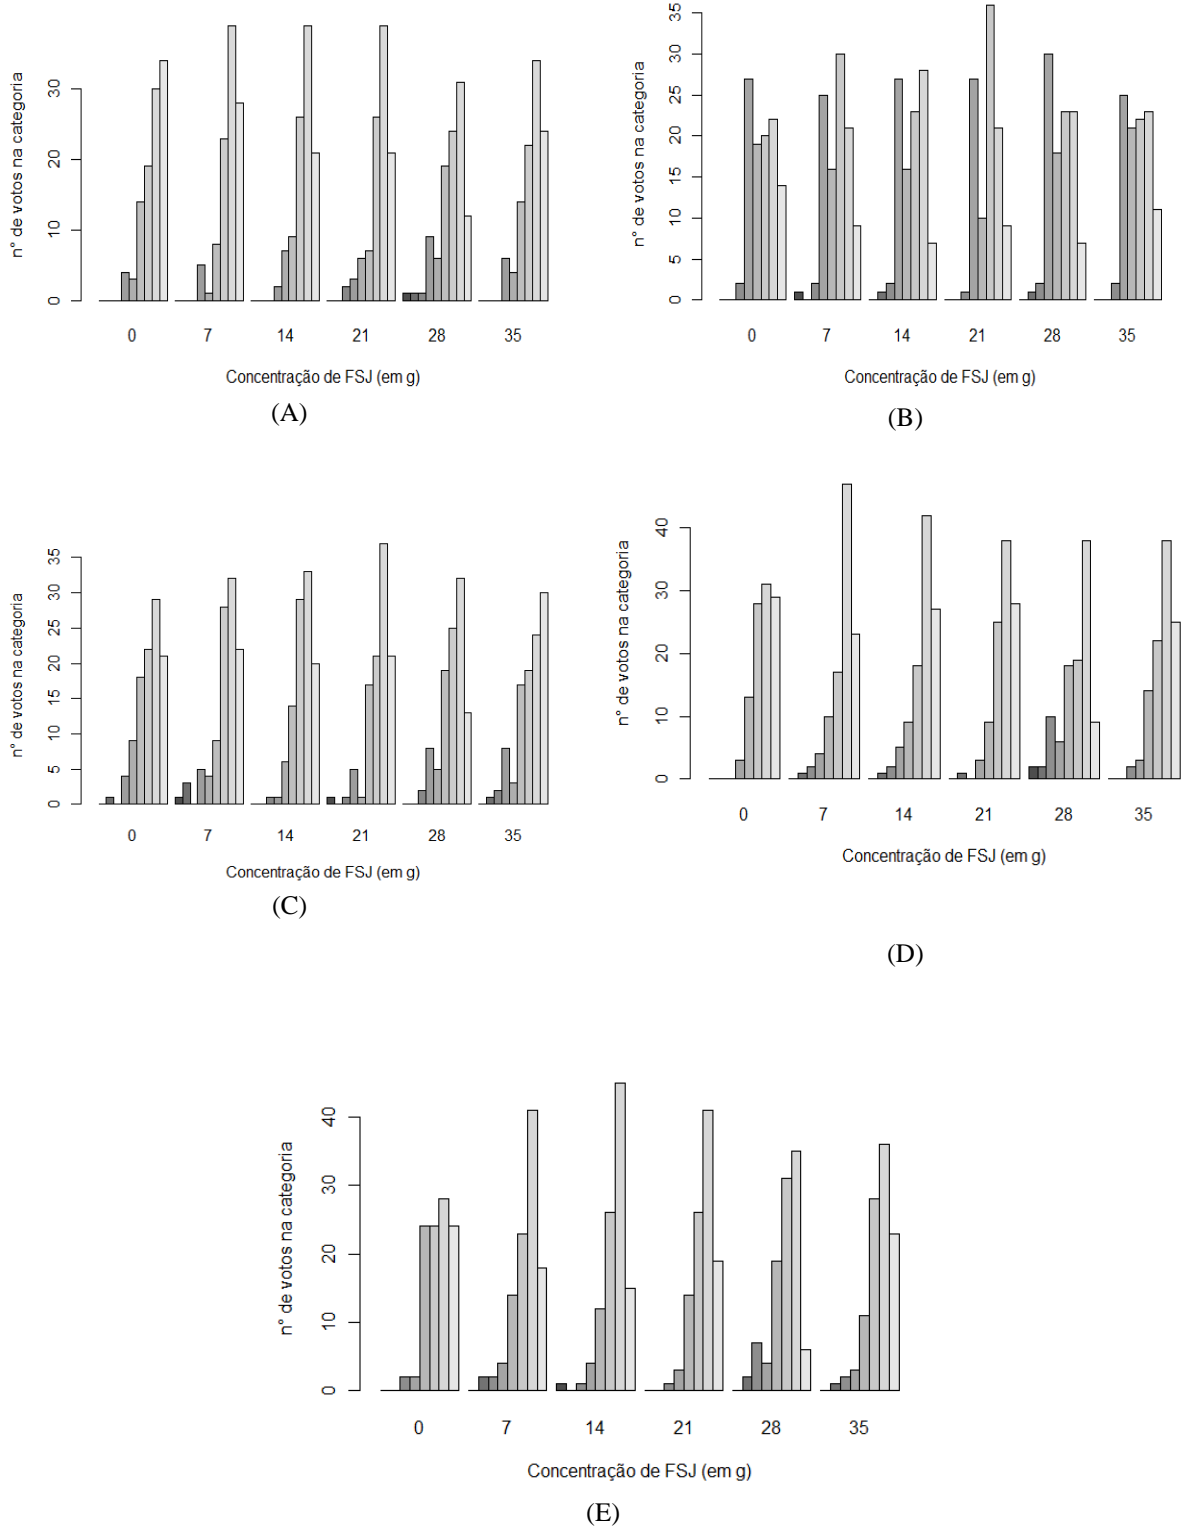 n° de votos na categoria
30
20
10
0
0 7 14 21 28 35
Concentração de FSJ (em g)
(A)
n° de votos na categoria
35
30
25
20
15
10
5
0
0 7 14 21 28 35
Concentração de FSJ (em g)
(B)
n° de votos na categoria
35
30
25
20
15
10
5
0
0 7 14 21 28 35
Concentração de FSJ (em g)
(C)
n° de votos na categoria
40
30
20
10
0
0 7 14 21 28 35
Concentração de FSJ (em g)
(D)
n° de votos na categoria
40
30
20
10
0
0 7 14 21 28 35
Concentração de FSJ (em g)
(E)